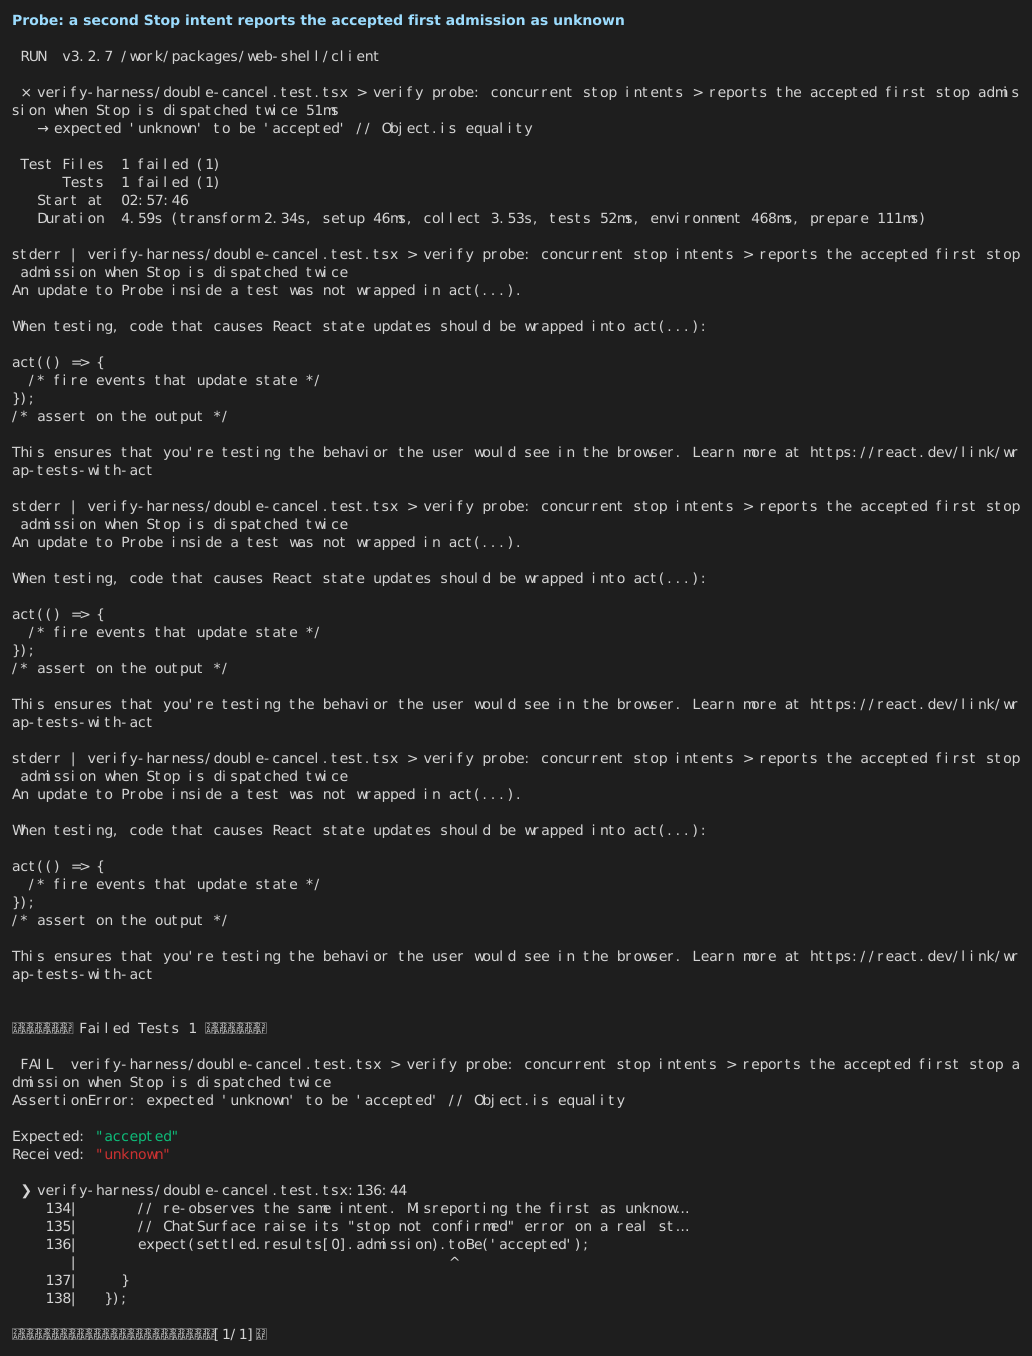 Probe: a second Stop intent reports the accepted first admission as unknown
RUN v3.2.7 /work/packages/web-shell/client
× verify-harness/double-cancel.test.tsx > verify probe: concurrent stop intents > reports the accepted first stop admis
sion when Stop is dispatched twice 51ms
→ expected 'unknown' to be 'accepted' // Object.is equality
Test Files 1 failed (1)
Tests 1 failed (1)
Start at 02:57:46
Duration 4.59s (transform 2.34s, setup 46ms, collect 3.53s, tests 52ms, environment 468ms, prepare 111ms)
stderr | verify-harness/double-cancel.test.tsx > verify probe: concurrent stop intents > reports the accepted first stop
admission when Stop is dispatched twice
An update to Probe inside a test was not wrapped in act(...).
When testing, code that causes React state updates should be wrapped into act(...):
act(() => {
/* fire events that update state */
});
/* assert on the output */
This ensures that you're testing the behavior the user would see in the browser. Learn more at https://react.dev/link/wr
ap-tests-with-act
stderr | verify-harness/double-cancel.test.tsx > verify probe: concurrent stop intents > reports the accepted first stop
admission when Stop is dispatched twice
An update to Probe inside a test was not wrapped in act(...).
When testing, code that causes React state updates should be wrapped into act(...):
act(() => {
/* fire events that update state */
});
/* assert on the output */
This ensures that you're testing the behavior the user would see in the browser. Learn more at https://react.dev/link/wr
ap-tests-with-act
stderr | verify-harness/double-cancel.test.tsx > verify probe: concurrent stop intents > reports the accepted first stop
admission when Stop is dispatched twice
An update to Probe inside a test was not wrapped in act(...).
When testing, code that causes React state updates should be wrapped into act(...):
act(() => {
/* fire events that update state */
});
/* assert on the output */
This ensures that you're testing the behavior the user would see in the browser. Learn more at https://react.dev/link/wr
ap-tests-with-act
Failed Tests 1
FAIL verify-harness/double-cancel.test.tsx > verify probe: concurrent stop intents > reports the accepted first stop a
dmission when Stop is dispatched twice
AssertionError: expected 'unknown' to be 'accepted' // Object.is equality
Expected: "accepted"
Received: "unknown"
❯ verify-harness/double-cancel.test.tsx:136:44
134| // re-observes the same intent. Misreporting the first as unknow…
135| // ChatSurface raise its "stop not confirmed" error on a real st…
136| expect(settled.results[0].admission).toBe('accepted');
| ^
137| }
138| });
[1/1]